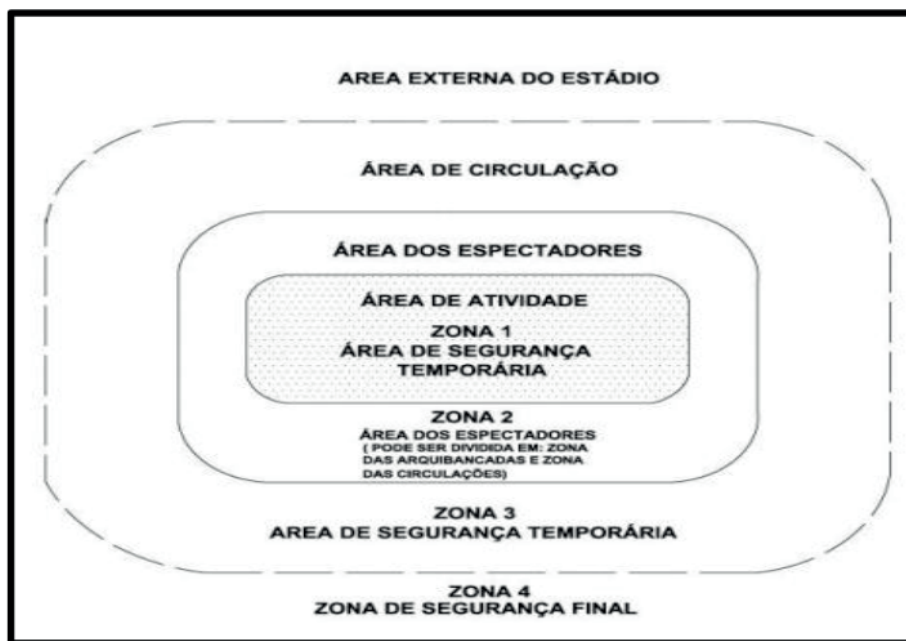 AREA EXTERNA DO ESTÁDIO
ÁREA DE CIRCULAÇÃO
ÁREA DOS ESPECTADORES
ÁREA DE ATIVIDADE
ZONA 1
ÁREA DE SEGURANÇA
TEMPORÁRIA
ZONA 2
ÁREA DOS ESPECTADORES
( PODE SER DIVIDIDA EM: ZONA
DAS ARQUIBANCADAS E ZONA
DAS CIRCULAÇÕES)
ZONA 3
AREA DE SEGURANÇA TEMPORÁRIA
ZONA 4
ZONA DE SEGURANÇA FINAL